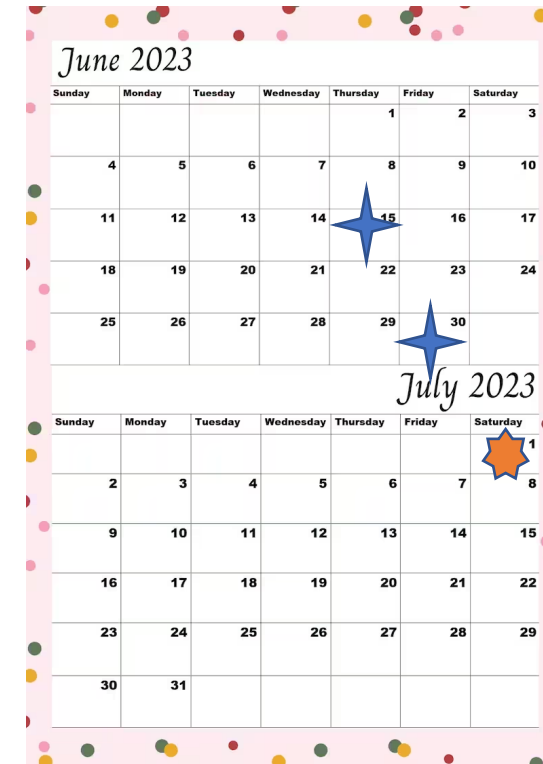 June 2023
Sunday Monday Tuesday Wednesday Thursday Friday Saturday
1 2 3
4 5 6 7 8 9 10
11 12 13 14 15 16 17
18 19 20 21 22 23 24
25 26 27 28 29 30
July 2023
Sunday Monday Tuesday Wednesday Thursday Friday Saturday
1
2 3 4 5 6 7 8
9 10 11 12 13 14 15
16 17 18 19 20 21 22
23 24 25 26 27 28 29
30 31